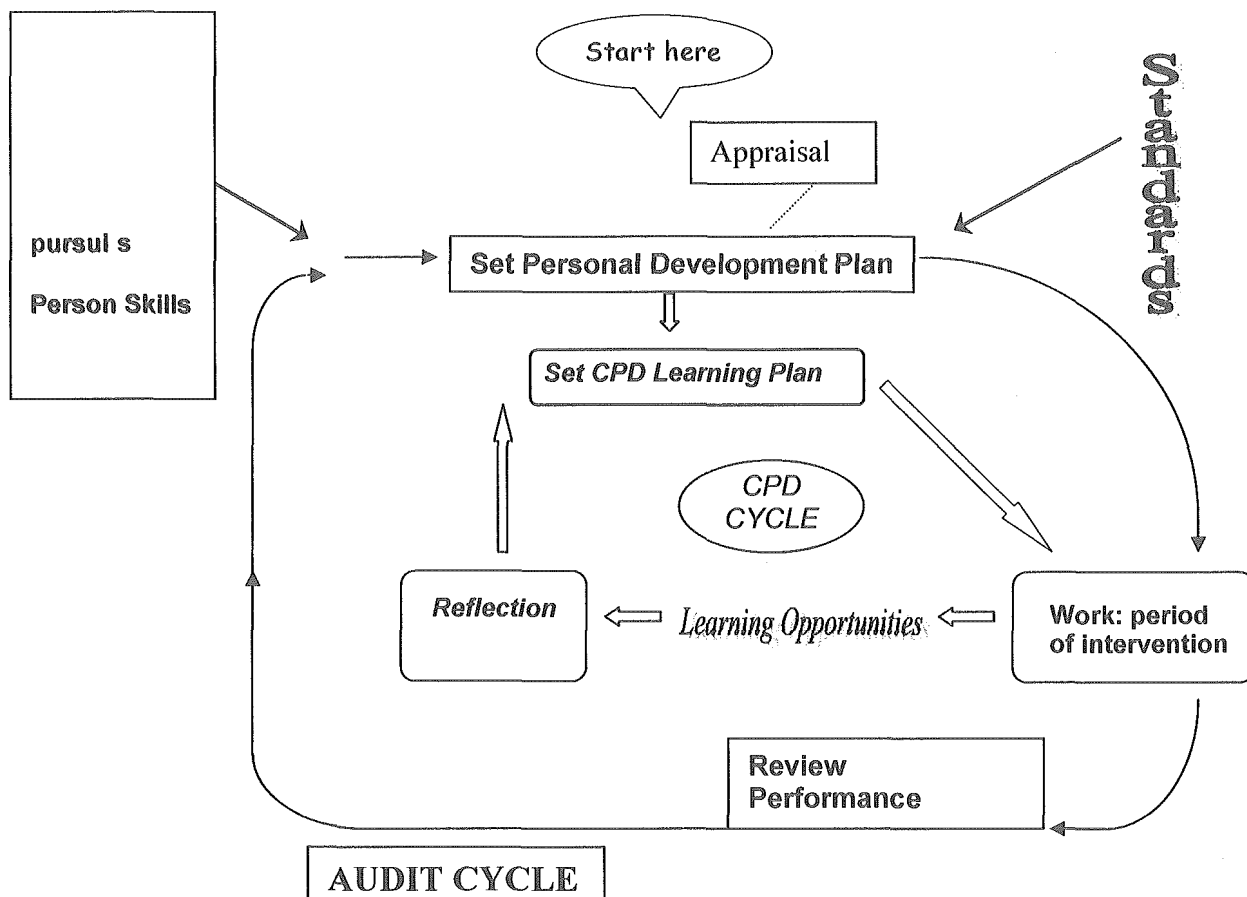 Start here
Standards
Appraisal
pursui s
Person Skills
Set Personal Development Plan
Set CPD Learning Plan
CPD
CYCLE
Reflection
Learning Opportunities
Work: period
of intervention
Review
Performance
AUDIT CYCLE